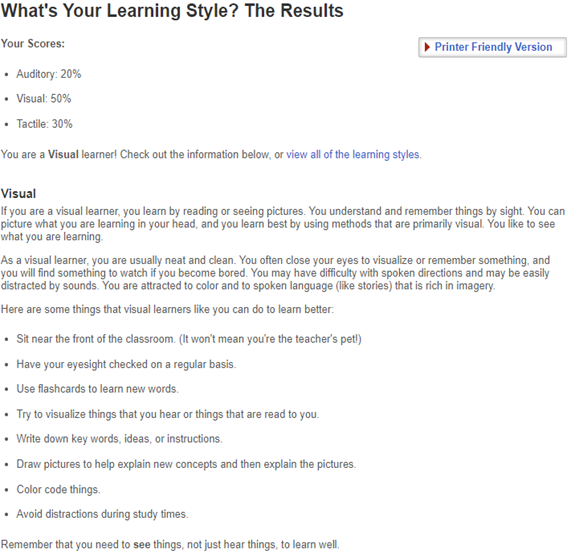 What's Your Learning Style? The Results
Your Scores:
Printer Friendly Version
• Auditory: 20%
• Visual: 50%
• Tactile: 30%
You are a Visual learner! Check out the information below, or view all of the learning styles.
Visual
If you are a visual learner, you learn by reading or seeing pictures. You understand and remember things by sight. You can
picture what you are learning in your head, and you learn best by using methods that are primarily visual. You like to see
what you are learning.
As a visual learner, you are usually neat and clean. You often close your eyes to visualize or remember something, and
you will find something to watch if you become bored. You may have difficulty with spoken directions and may be easily
distracted by sounds. You are attracted to color and to spoken language (like stories) that is rich in imagery.
Here are some things that visual learners like you can do to learn better:
• Sit near the front of the classroom. (It won't mean you're the teacher's pet!)
• Have your eyesight checked on a regular basis.
• Use flashcards to learn new words.
• Try to visualize things that you hear or things that are read to you.
• Write down key words, ideas, or instructions.
• Draw pictures to help explain new concepts and then explain the pictures.
• Color code things.
• Avoid distractions during study times.
Remember that you need to see things, not just hear things, to learn well.